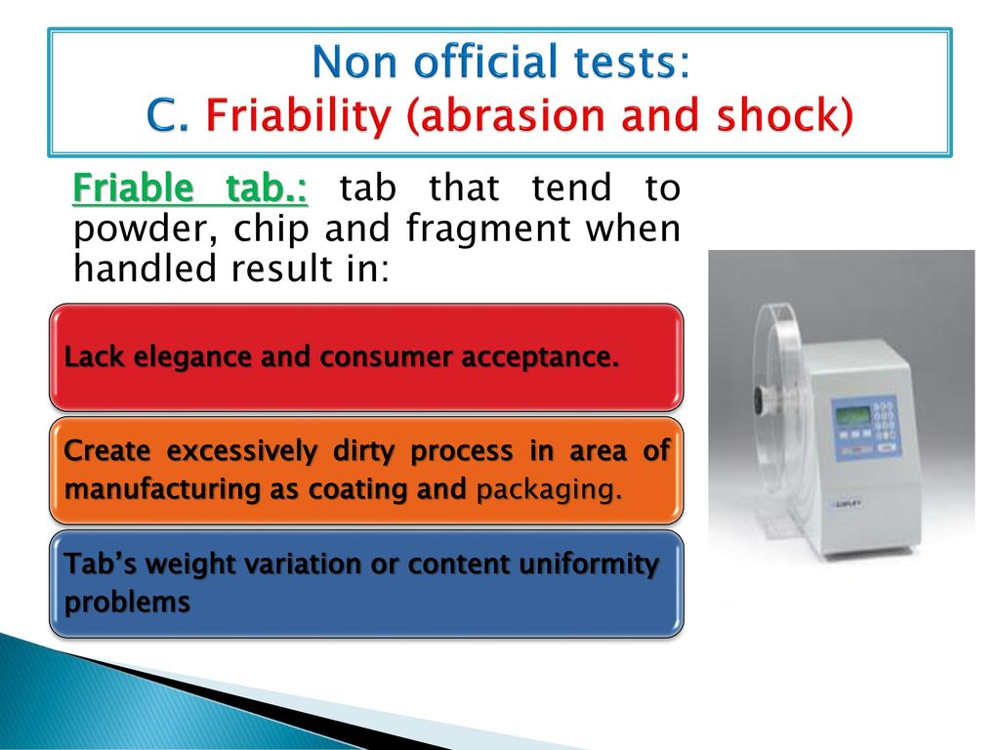 Non official tests:
C. Friability (abrasion and shock)
Friable tab.: tab that tend to
powder, chip and fragment when
handled result in:
Lack elegance and consumer acceptance.
Create excessively dirty process in area of
manufacturing as coating and packaging.
Tab’s weight variation or content uniformity
problems